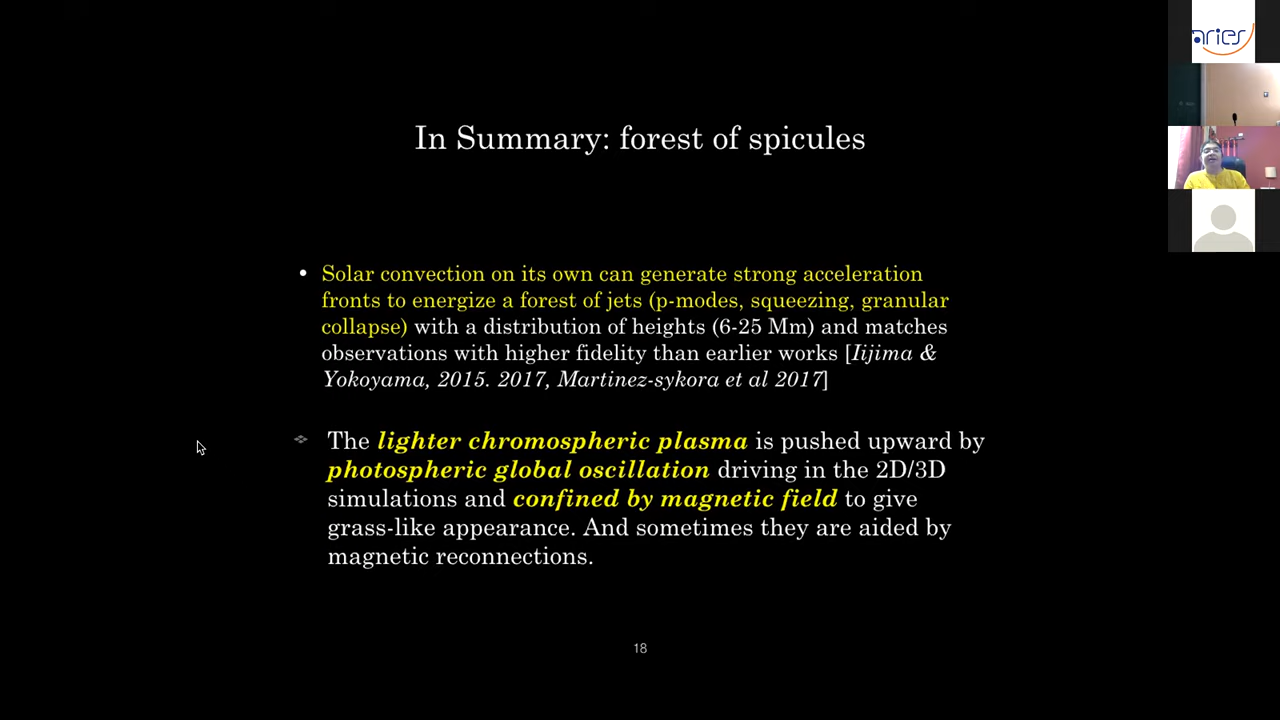 In Summary: forest of spicules
aries
• Solar convection on its own can generate strong acceleration
fronts to energize a forest of jets (p-modes, squeezing, granular
collapse) with a distribution of heights (6-25 Mm) and matches
observations with higher fidelity than earlier works [Iijima &
Yokoyama, 2015. 2017, Martinez-sykora et al 2017]
The lighter chromospheric plasma is pushed upward by
photospheric global oscillation driving in the 2D/3D
simulations and confined by magnetic field to give
grass-like appearance. And sometimes they are aided by
magnetic reconnections.
18